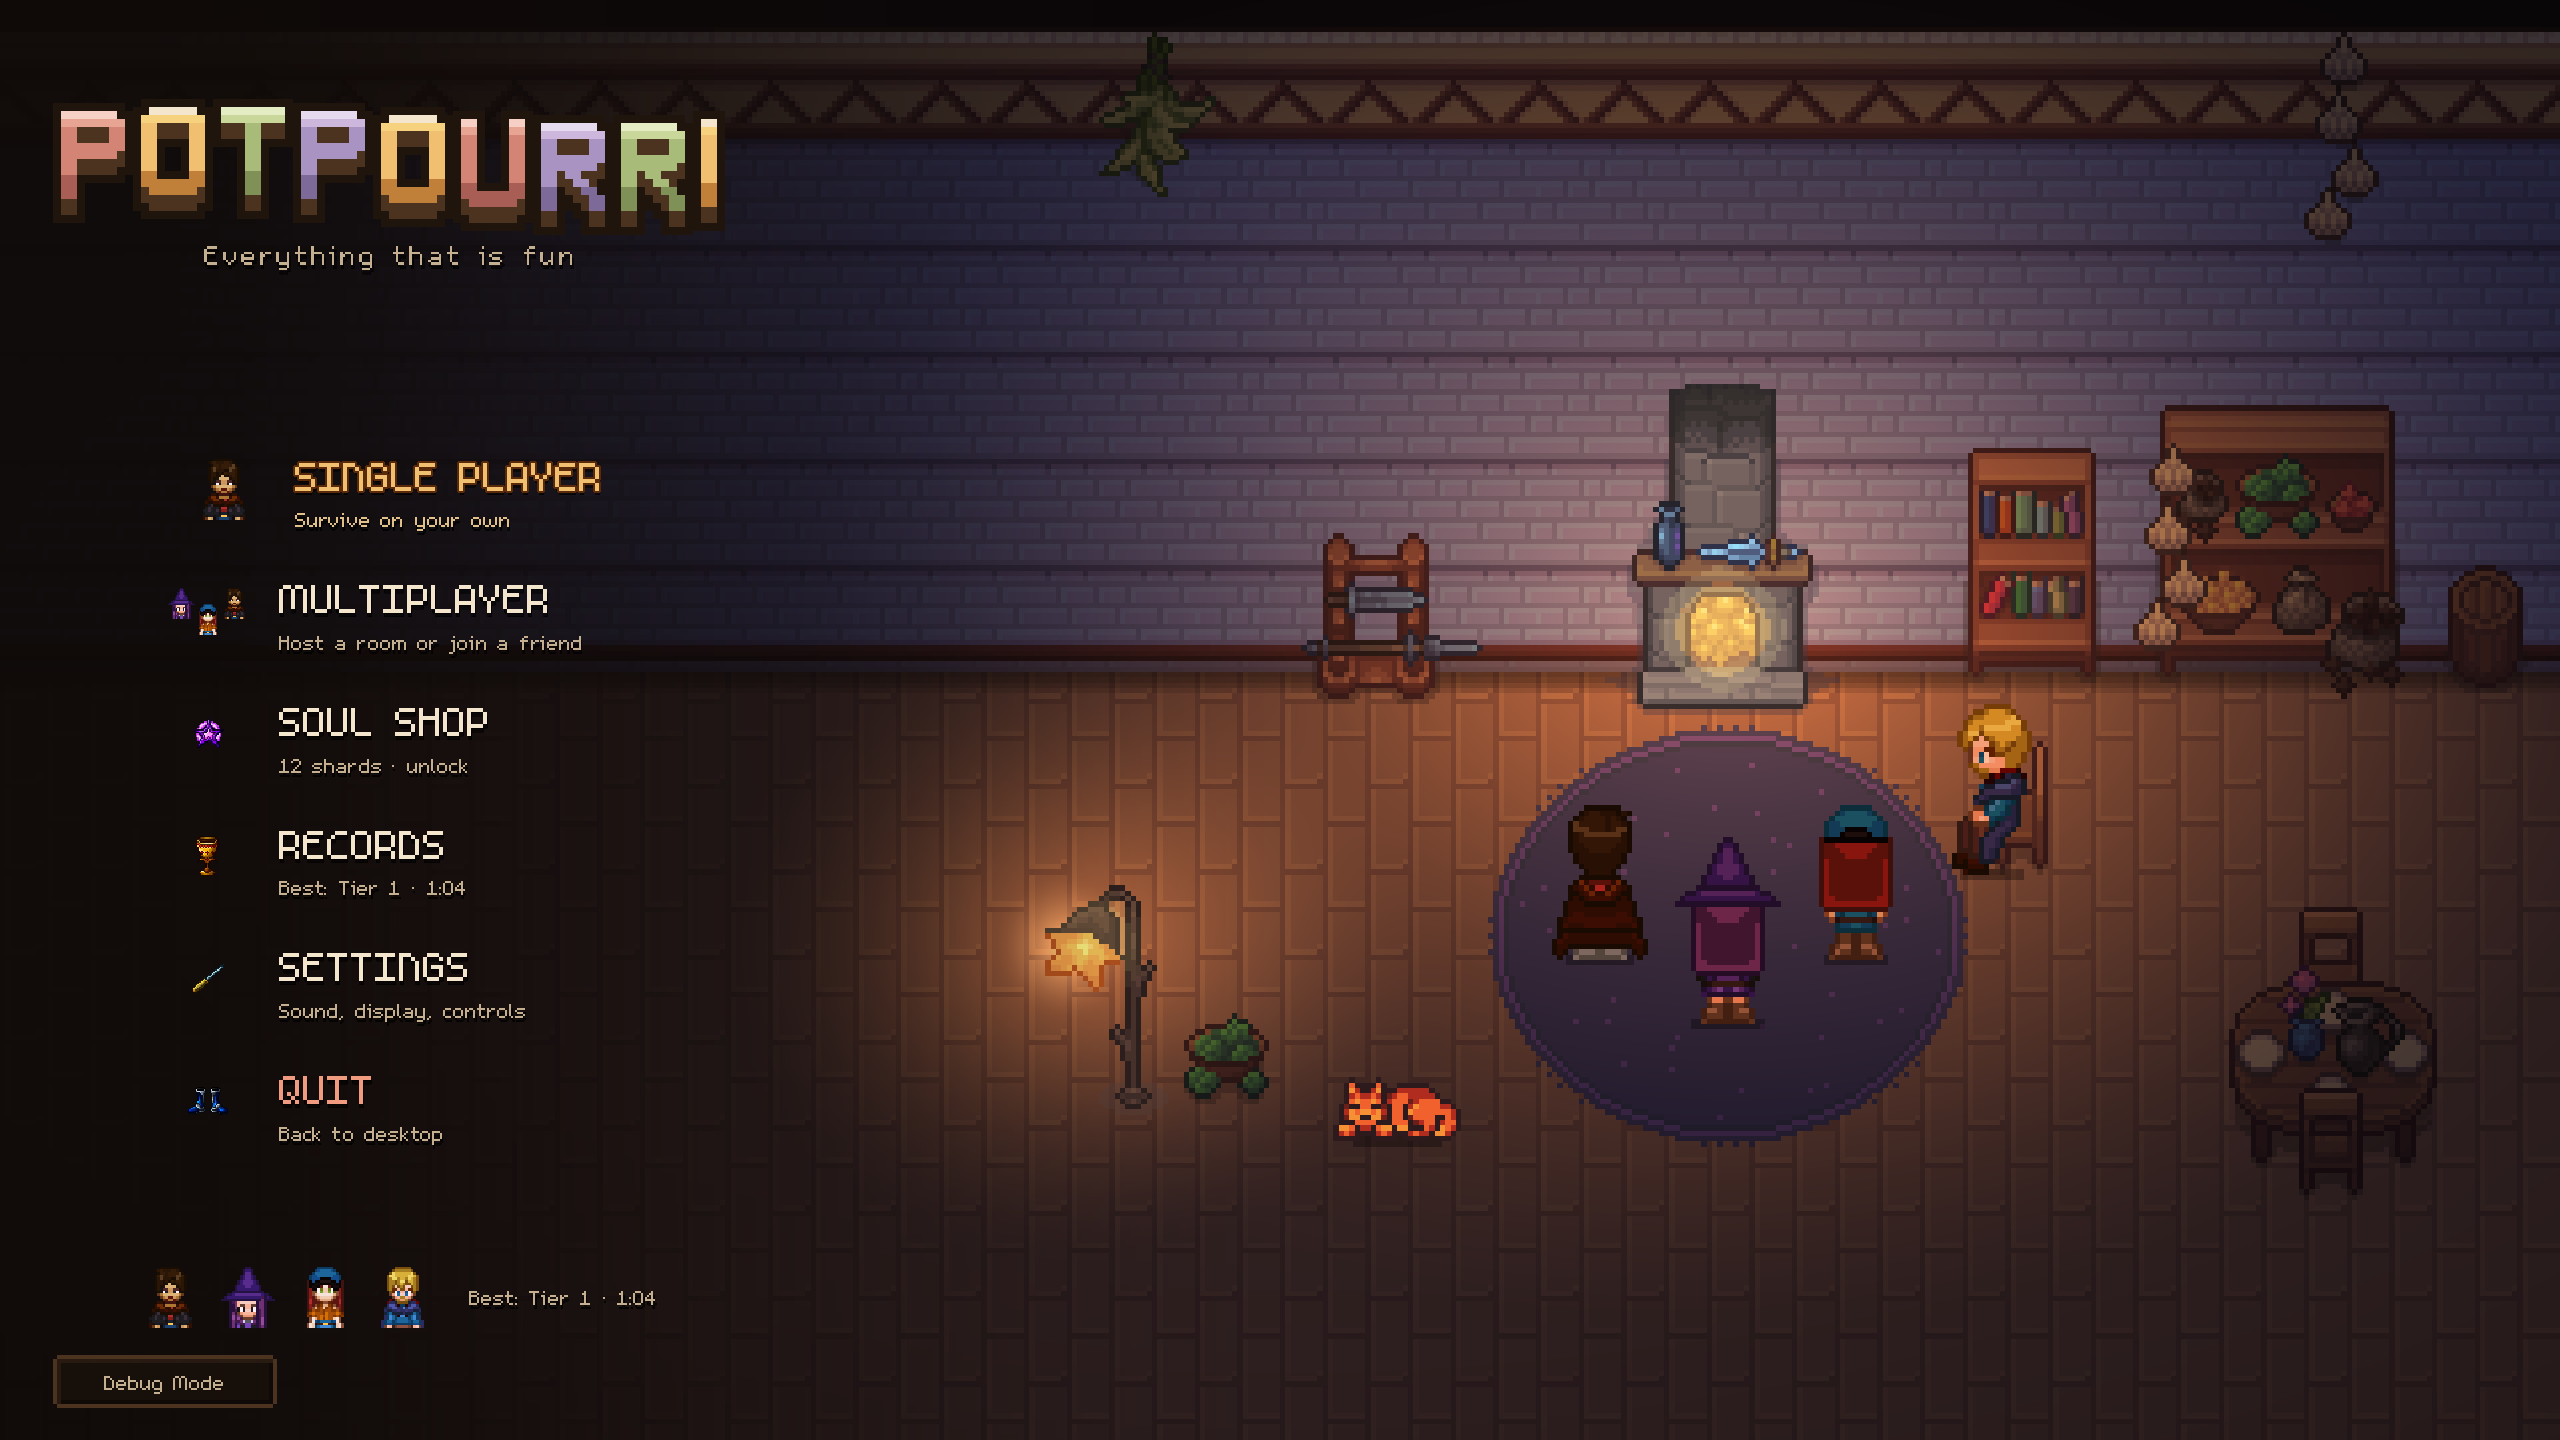 POTPOURRI
Everything that is fun
SINGLE PLAYER
Survive on your own
MULTIPLAYER
Host a room or join a friend
SOUL SHOP
12 shards · unlock
RECORDS
Best: Tier 1 · 1:04
SETTINGS
Sound, display, controls
QUIT
Back to desktop
Best: Tier 1 · 1:04
Debug Mode